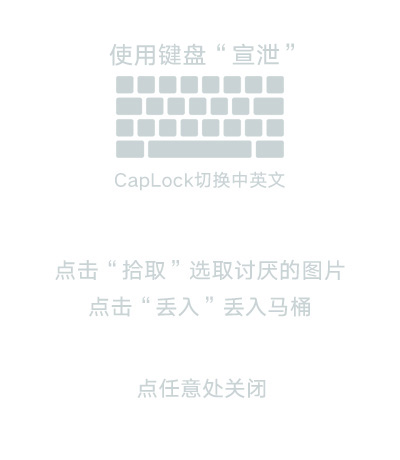 使用键盘“宣泄”
CapLock切换中英文
点击“拾取”选取讨厌的图片
点击“丢入”丢入马桶
点任意处关闭